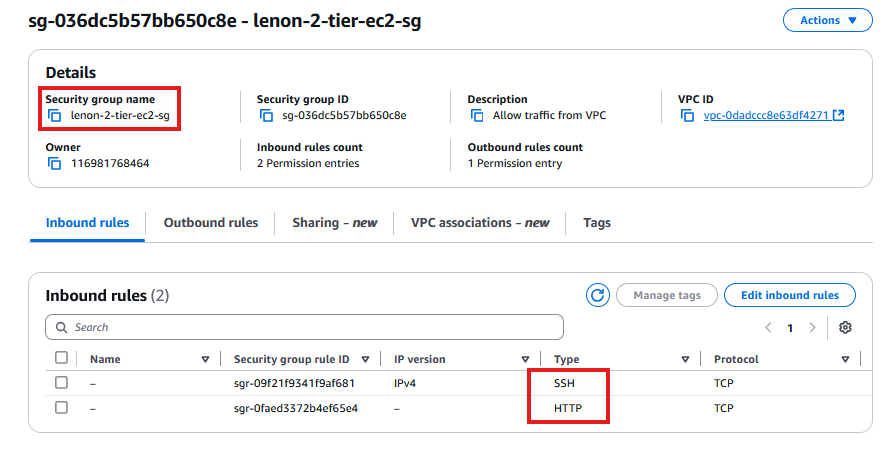 sg-036dc5b57bb650c8e - lenon-2-tier-ec2-sg
Actions
Details
Security group name
lenon-2-tier-ec2-sg
Security group ID
sg-036dc5b57bb650c8e
Description
Allow traffic from VPC
VPC ID
vpc-0dadccc8e63df4271
Owner
116981768464
Inbound rules count
2 Permission entries
Outbound rules count
1 Permission entry
Inbound rules Outbound rules Sharing – new VPC associations – new Tags
Inbound rules (2)
Manage tags
Edit inbound rules
Search
1
Name Security group rule ID IP version Type Protocol
– sgr-09f21f9341f9af681 IPv4 SSH TCP
– sgr-0faed3372b4ef65e4 – HTTP TCP